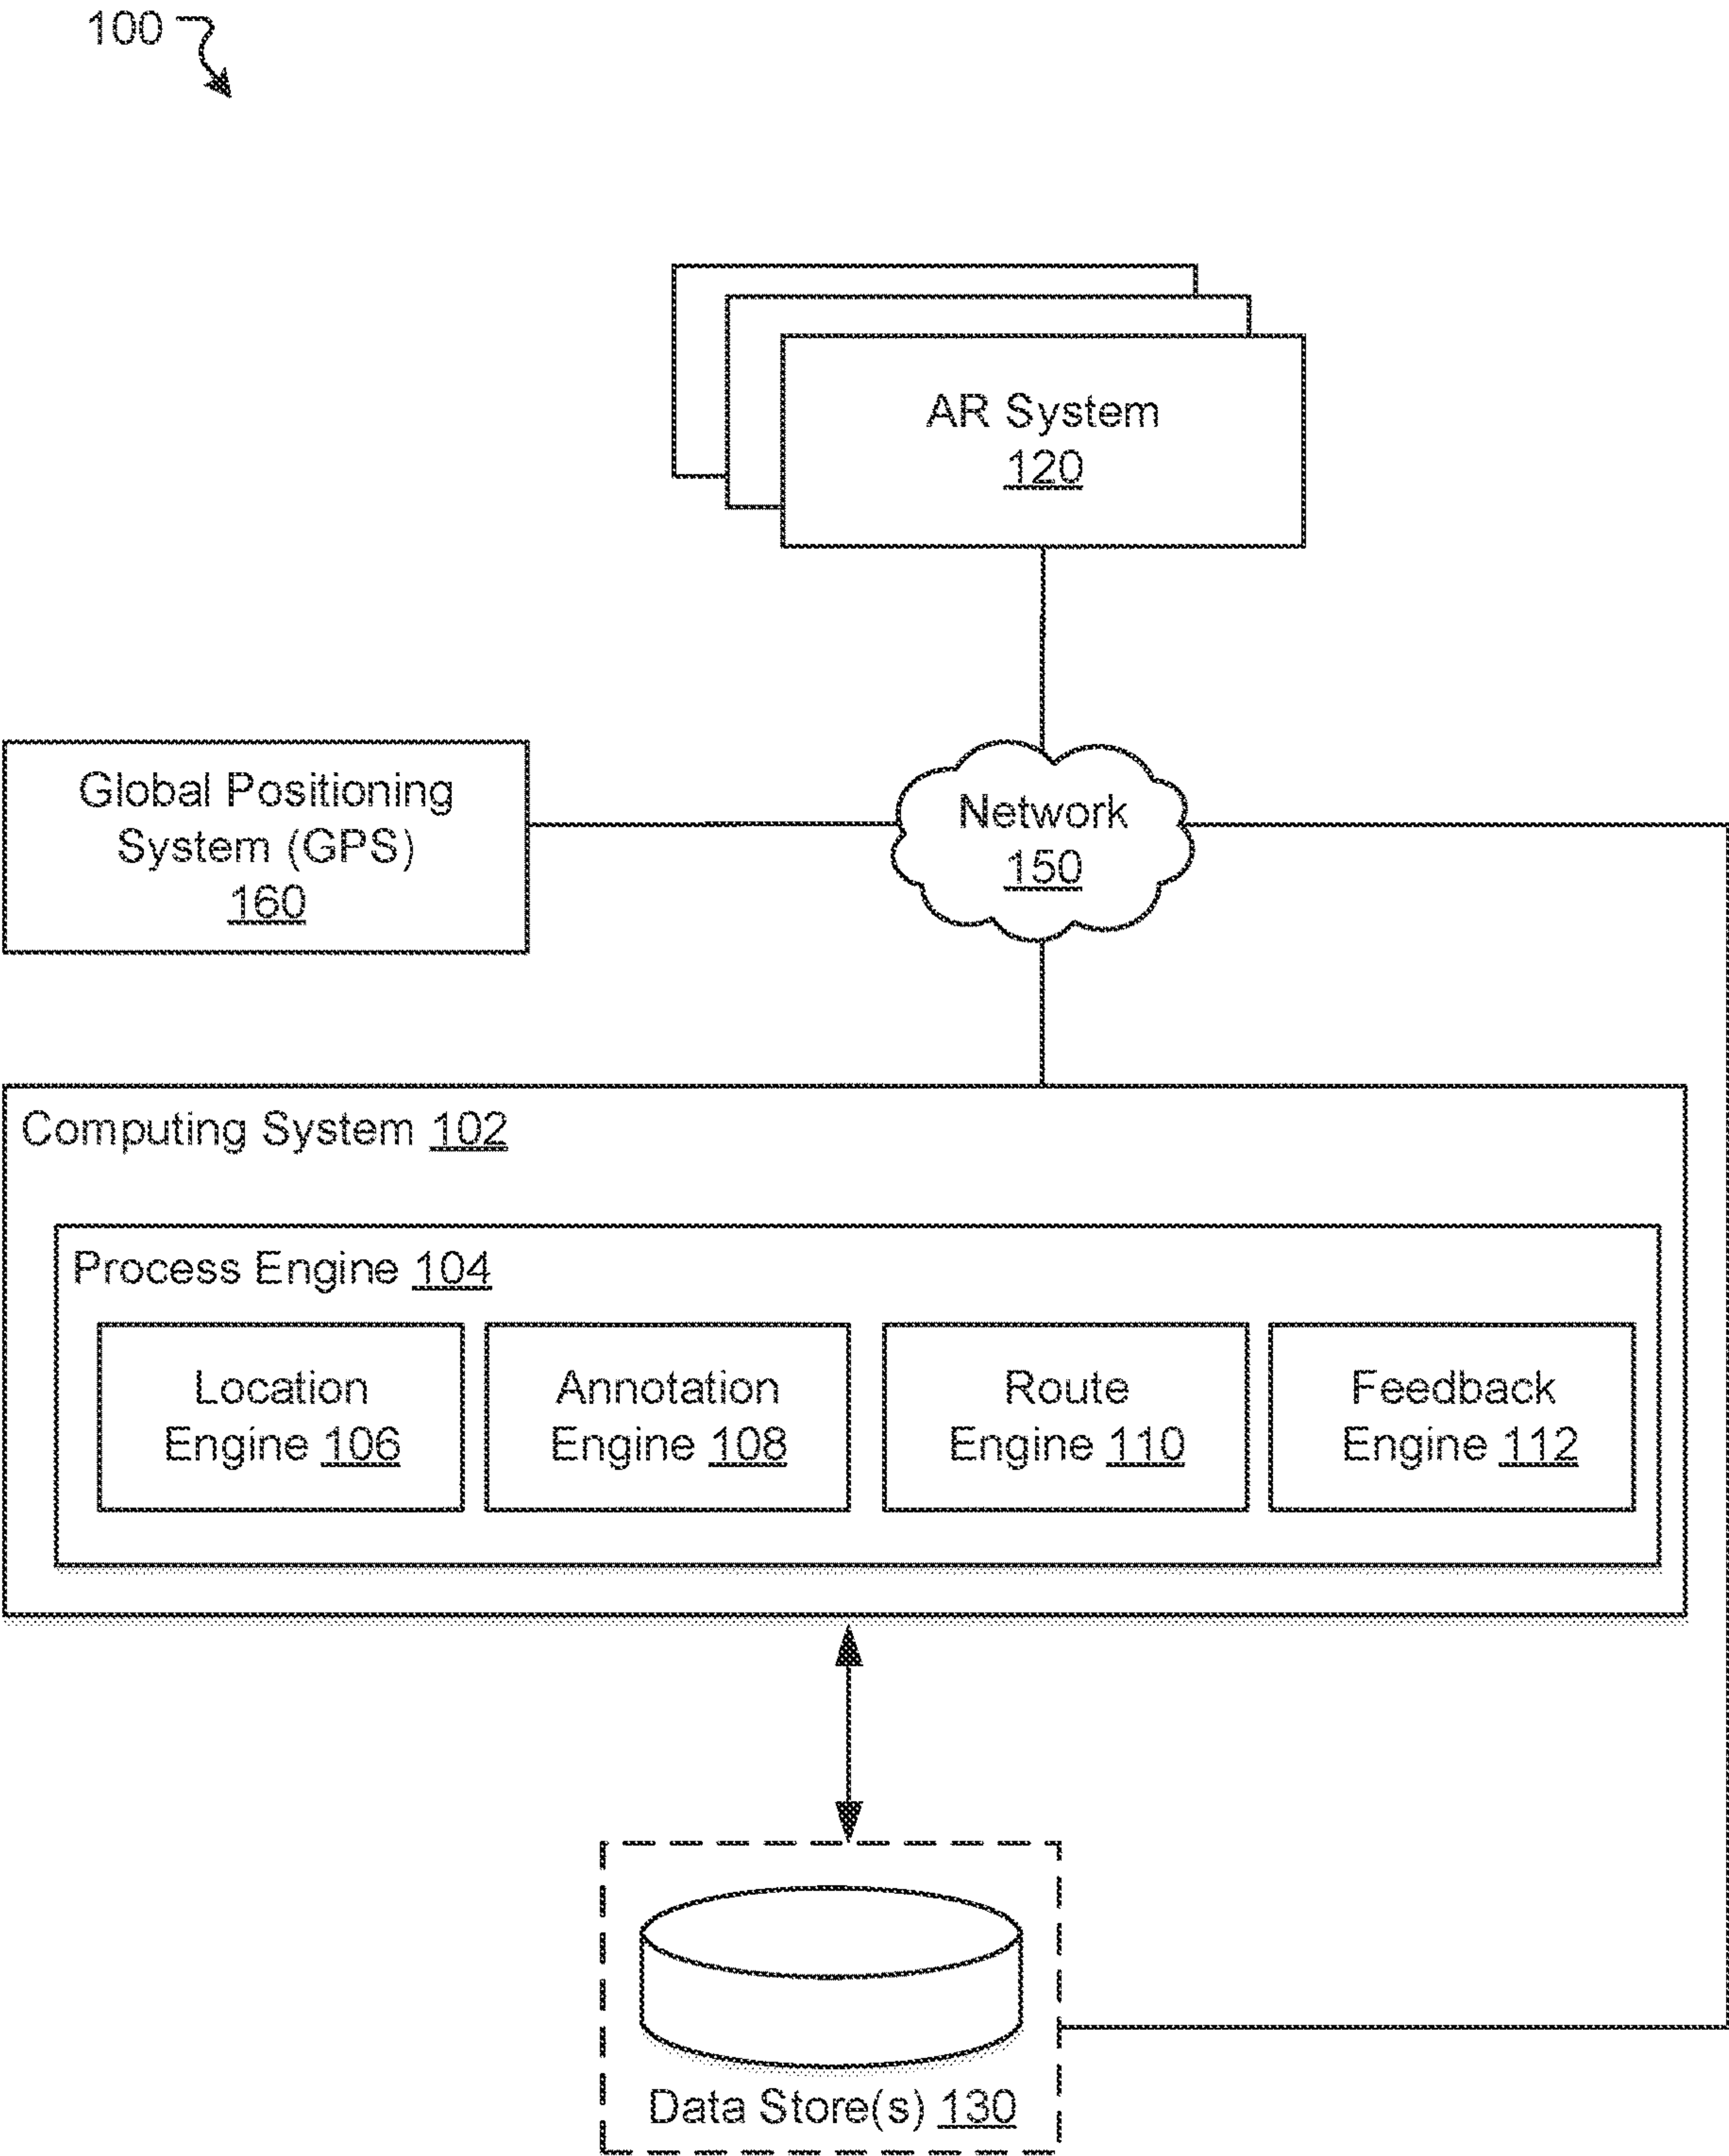 100
AR System
120
Global Positioning
System (GPS)
160
Network
150
Computing System 102
Process Engine 104
Location
Engine 106
Annotation
Engine 108
Route
Engine 110
Feedback
Engine 112
Data Store(s) 130